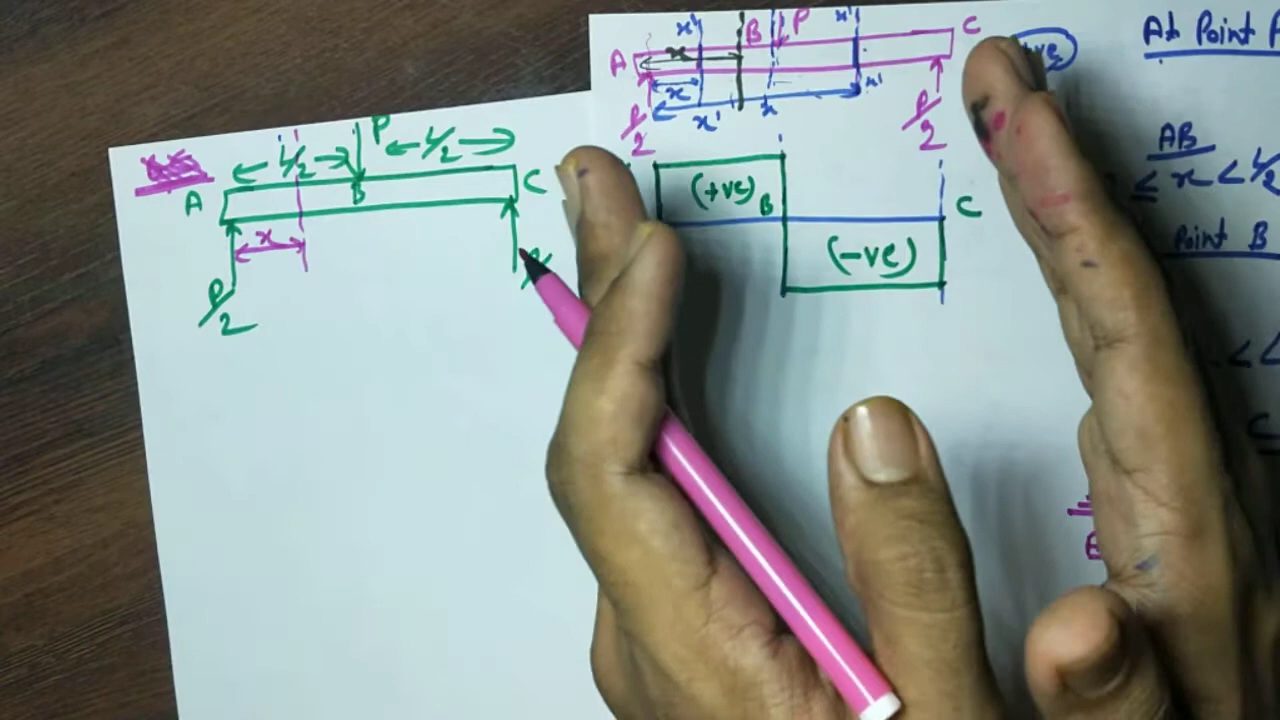 L/2 P L/2
A B C
x
P/2
x' B P x' C
A x
x x'
P/2 x' x P/2
(+ve) B C
(-ve)
At Point
AB
≤ x < L/2
Point B